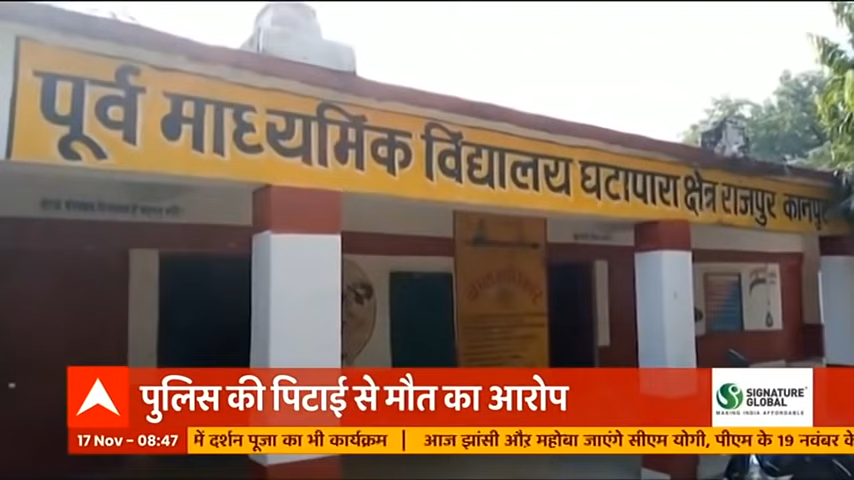 पूर्व माध्यमिक विद्यालय घटापारा क्षेत्र राजपुर कानपु
पुलिस की पिटाई से मौत का आरोप
SIGNATURE GLOBAL
MAKING INDIA AFFORDABLE
17 Nov - 08:47
में दर्शन पूजा का भी कार्यक्रम | आज झांसी और महोबा जाएंगे सीएम योगी, पीएम के 19 नवंबर के